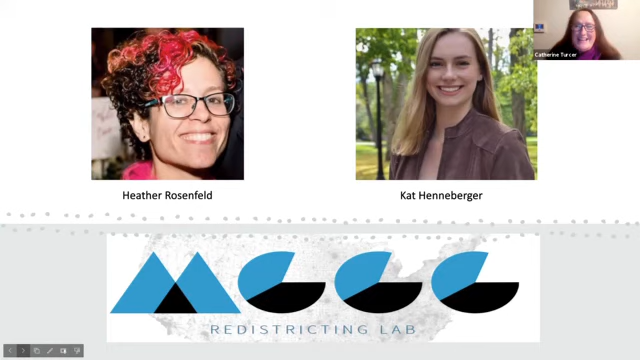 Catherine Turcer
Heather Rosenfeld
Kat Henneberger
MGGG
REDISTRICTING LAB